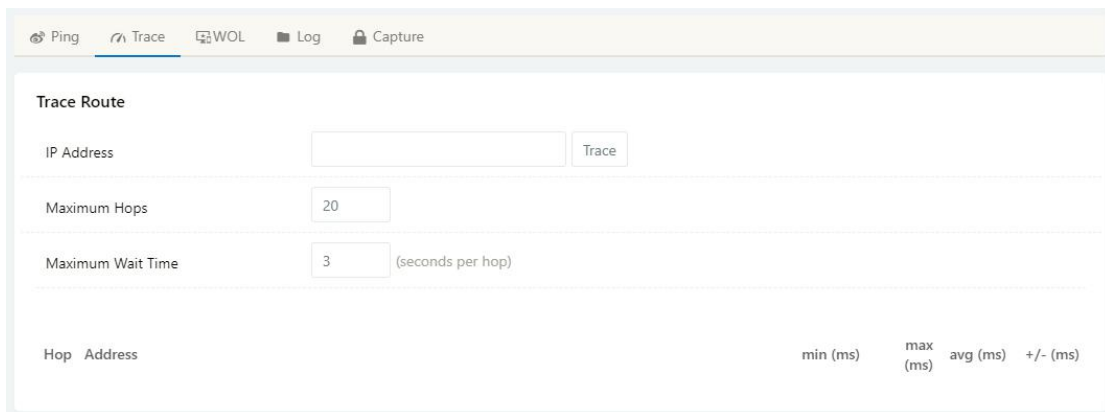 Ping Trace WOL Log Capture
Trace Route
IP Address Trace
Maximum Hops 20
Maximum Wait Time 3 (seconds per hop)
Hop Address min (ms) max (ms) avg (ms) +/- (ms)